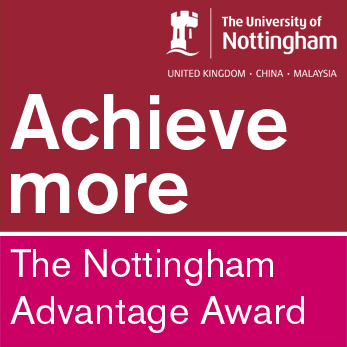 The University of
Nottingham
UNITED KINGDOM · CHINA · MALAYSIA
Achieve
more
The Nottingham
Advantage Award